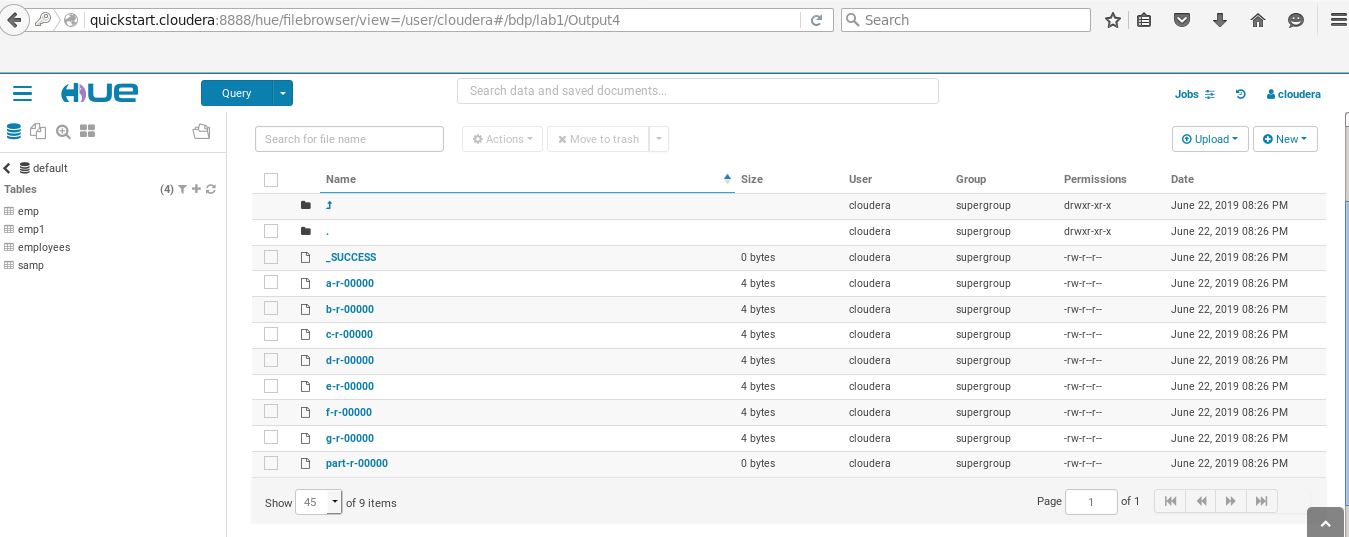 quickstart.cloudera:8888/hue/filebrowser/view=/user/cloudera#/bdp/lab1/Output4 Search
HUE Query Search data and saved documents... Jobs cloudera
Search for file name Actions Move to trash Upload New
default
Tables (4)
emp
emp1
employees
samp
Name Size User Group Permissions Date
cloudera supergroup drwxr-xr-x June 22, 2019 08:26 PM
. cloudera supergroup drwxr-xr-x June 22, 2019 08:26 PM
_SUCCESS 0 bytes cloudera supergroup -rw-r--r-- June 22, 2019 08:26 PM
a-r-00000 4 bytes cloudera supergroup -rw-r--r-- June 22, 2019 08:26 PM
b-r-00000 4 bytes cloudera supergroup -rw-r--r-- June 22, 2019 08:26 PM
c-r-00000 4 bytes cloudera supergroup -rw-r--r-- June 22, 2019 08:26 PM
d-r-00000 4 bytes cloudera supergroup -rw-r--r-- June 22, 2019 08:26 PM
e-r-00000 4 bytes cloudera supergroup -rw-r--r-- June 22, 2019 08:26 PM
f-r-00000 4 bytes cloudera supergroup -rw-r--r-- June 22, 2019 08:26 PM
g-r-00000 4 bytes cloudera supergroup -rw-r--r-- June 22, 2019 08:26 PM
part-r-00000 0 bytes cloudera supergroup -rw-r--r-- June 22, 2019 08:26 PM
Show 45 of 9 items Page 1 of 1